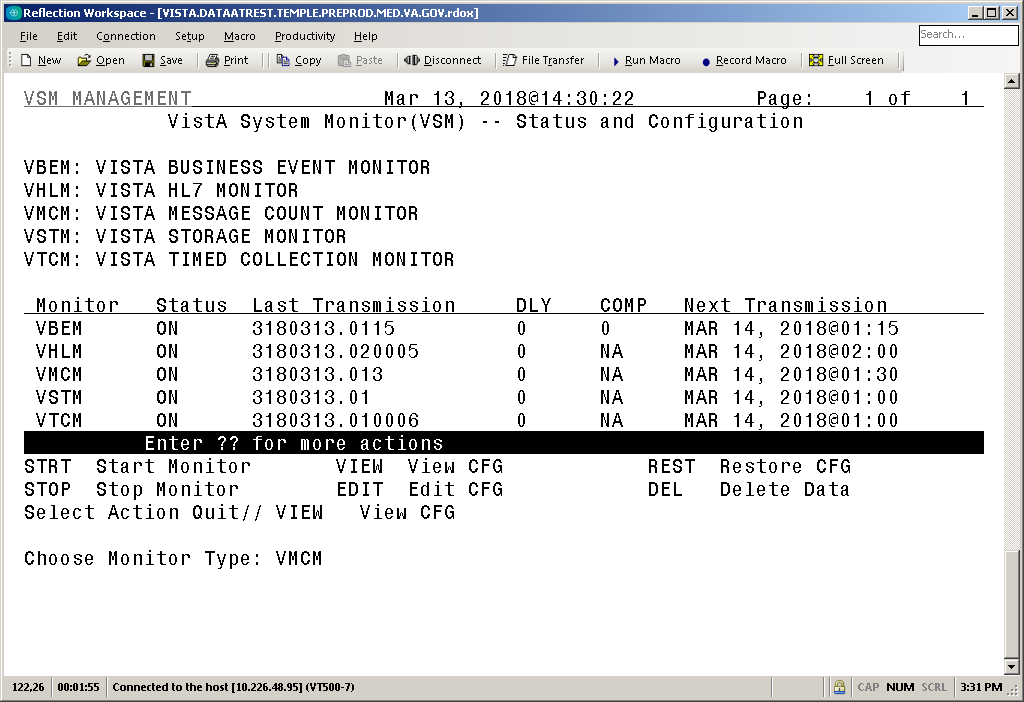 Reflection Workspace - [VISTA.DATAATREST.TEMPLE.PREPROD.MED.VA.GOV.rdox]
File Edit Connection Setup Macro Productivity Help Search...
New Open Save Print Copy Paste Disconnect File Transfer Run Macro Record Macro Full Screen
VSM MANAGEMENT Mar 13, 2018@14:30:22 Page: 1 of 1
VistA System Monitor(VSM) -- Status and Configuration
VBEM: VISTA BUSINESS EVENT MONITOR
VHLM: VISTA HL7 MONITOR
VMCM: VISTA MESSAGE COUNT MONITOR
VSTM: VISTA STORAGE MONITOR
VTCM: VISTA TIMED COLLECTION MONITOR
Monitor Status Last Transmission DLY COMP Next Transmission
VBEM ON 3180313.0115 0 0 MAR 14, 2018@01:15
VHLM ON 3180313.020005 0 NA MAR 14, 2018@02:00
VMCM ON 3180313.013 0 NA MAR 14, 2018@01:30
VSTM ON 3180313.01 0 NA MAR 14, 2018@01:00
VTCM ON 3180313.010006 0 NA MAR 14, 2018@01:00
Enter ?? for more actions
STRT Start Monitor VIEW View CFG REST Restore CFG
STOP Stop Monitor EDIT Edit CFG DEL Delete Data
Select Action Quit// VIEW View CFG
Choose Monitor Type: VMCM
122,26 00:01:55 Connected to the host [10.226.48.95] (VT500-7) CAP NUM SCRL 3:31 PM